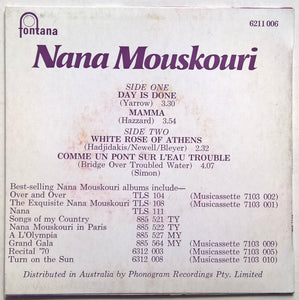 fontana
6211 006
Nana Mouskouri
SIDE ONE
DAY IS DONE
(Yarrow) 3.30
MAMMA
(Hazzard) 3.54
SIDE TWO
WHITE ROSE OF ATHENS
(Hadjidakis/Newell/Bleyer) 2.32
COMME UN PONT SUR L'EAU TROUBLE
(Bridge Over Troubled Water) 4.07
(Simon)
Best-selling Nana Mouskouri albums include—
Over and Over TLS 104 (Musicassette 7103 002)
The Exquisite Nana Mouskouri TLS 108 (Musicassette 7103 001)
Nana TLS 111
Songs of my Country 885 521 TY
Nana Mouskouri in Paris 885 522 TY
A L'Olympia 885 527 MY
Grand Gala 885 564 MY (Musicassette 7103 009)
Recital '70 6312 003 (Musicassette 7103 005)
Turn on the Sun 6312 008 (Musicassette 7103 010)
Distributed in Australia by Phonogram Recordings Pty. Limited